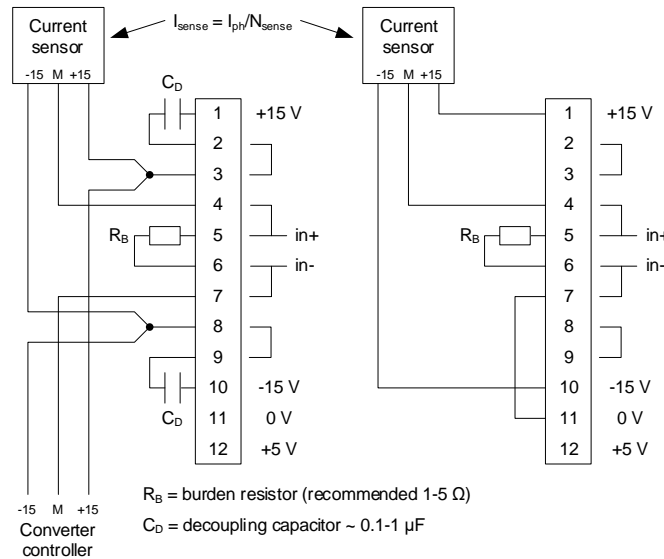 Current
sensor
-15 M +15
I_sense = I_ph/N_sense
Current
sensor
-15 M +15
C_D
1 +15 V
2
3
4
R_B 5 in+
6 in-
7
8
9
10 -15 V
C_D 11 0 V
12 +5 V
1 +15 V
2
3
4
R_B 5 in+
6 in-
7
8
9
10 -15 V
11 0 V
12 +5 V
-15 M +15
Converter
controller
R_B = burden resistor (recommended 1-5 Ω)
C_D = decoupling capacitor ~ 0.1-1 µF